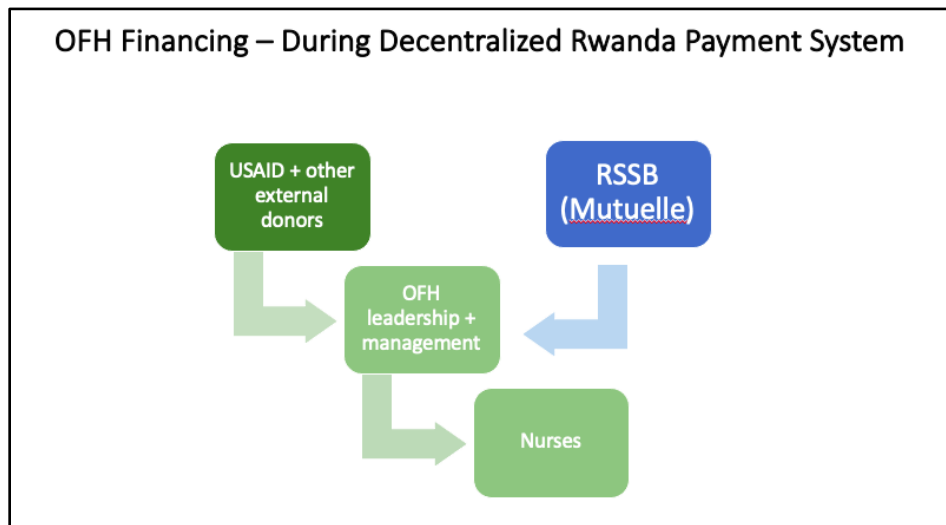 OFH Financing – During Decentralized Rwanda Payment System
USAID + other
external
donors
RSSB
(Mutuelle)
OFH
leadership +
management
Nurses